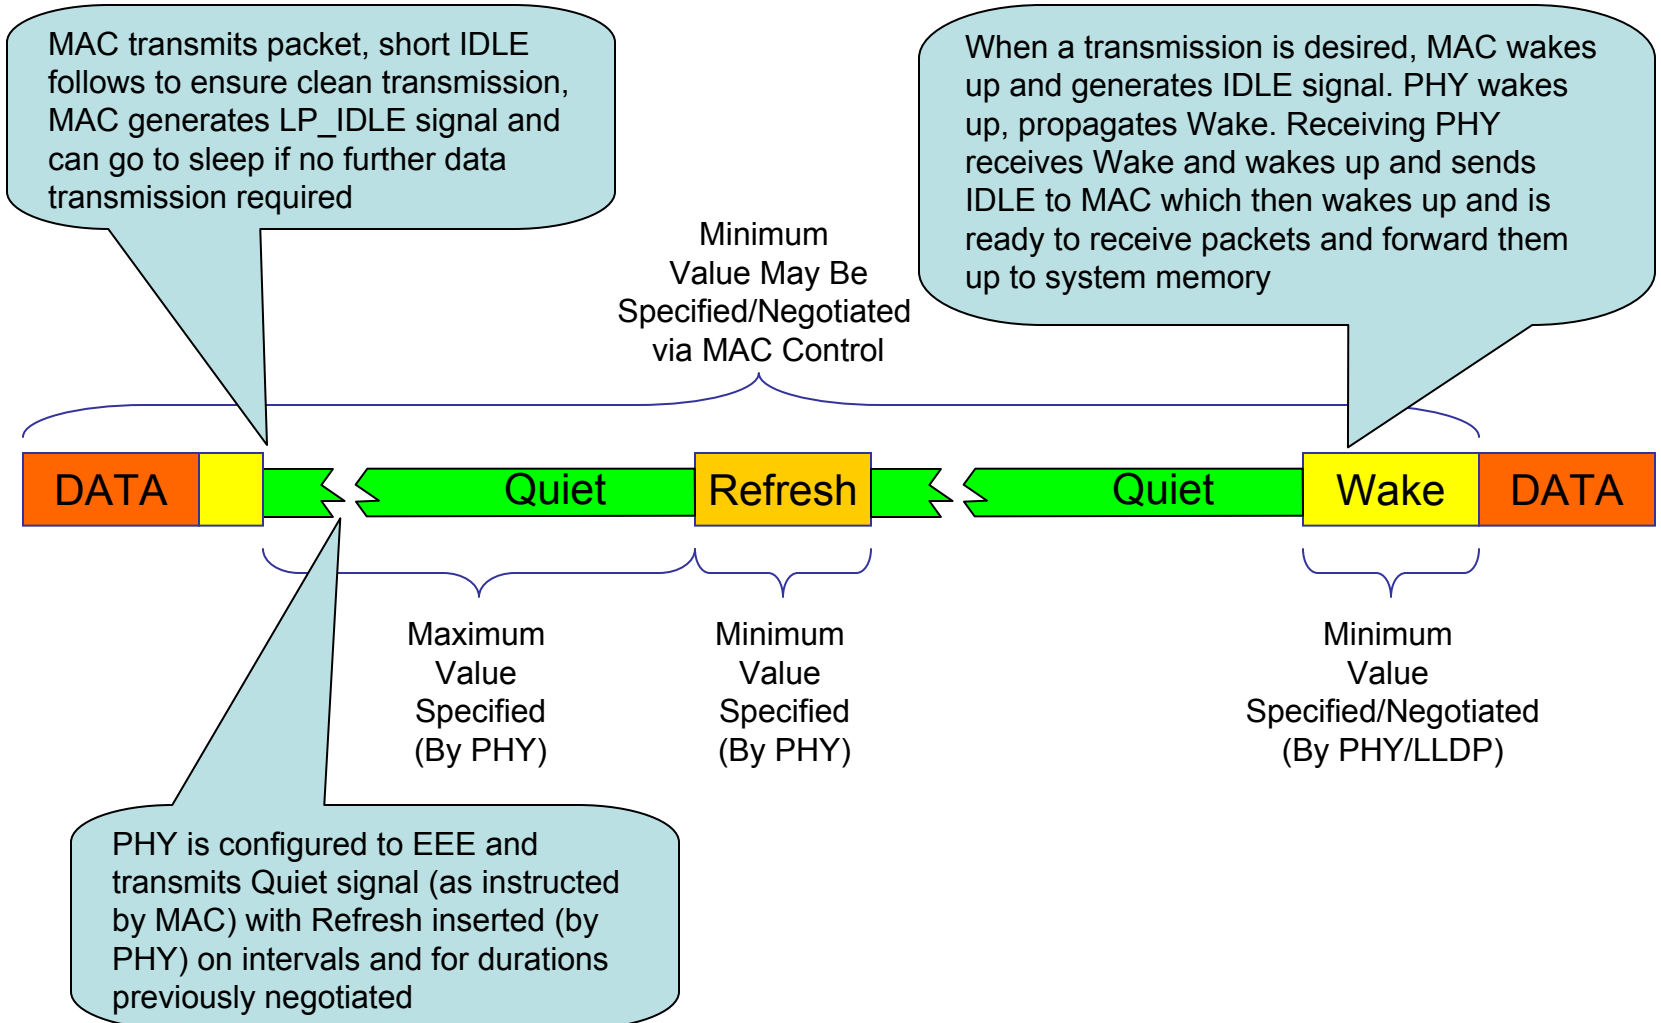 MAC transmits packet, short IDLE
follows to ensure clean transmission,
MAC generates LP_IDLE signal and
can go to sleep if no further data
transmission required
When a transmission is desired, MAC wakes
up and generates IDLE signal. PHY wakes
up, propagates Wake. Receiving PHY
receives Wake and wakes up and sends
IDLE to MAC which then wakes up and is
ready to receive packets and forward them
up to system memory
Minimum
Value May Be
Specified/Negotiated
via MAC Control
DATA
Quiet
Refresh
Quiet
Wake
DATA
Maximum
Value
Specified
(By PHY)
Minimum
Value
Specified
(By PHY)
Minimum
Value
Specified/Negotiated
(By PHY/LLDP)
PHY is configured to EEE and
transmits Quiet signal (as instructed
by MAC) with Refresh inserted (by
PHY) on intervals and for durations
previously negotiated